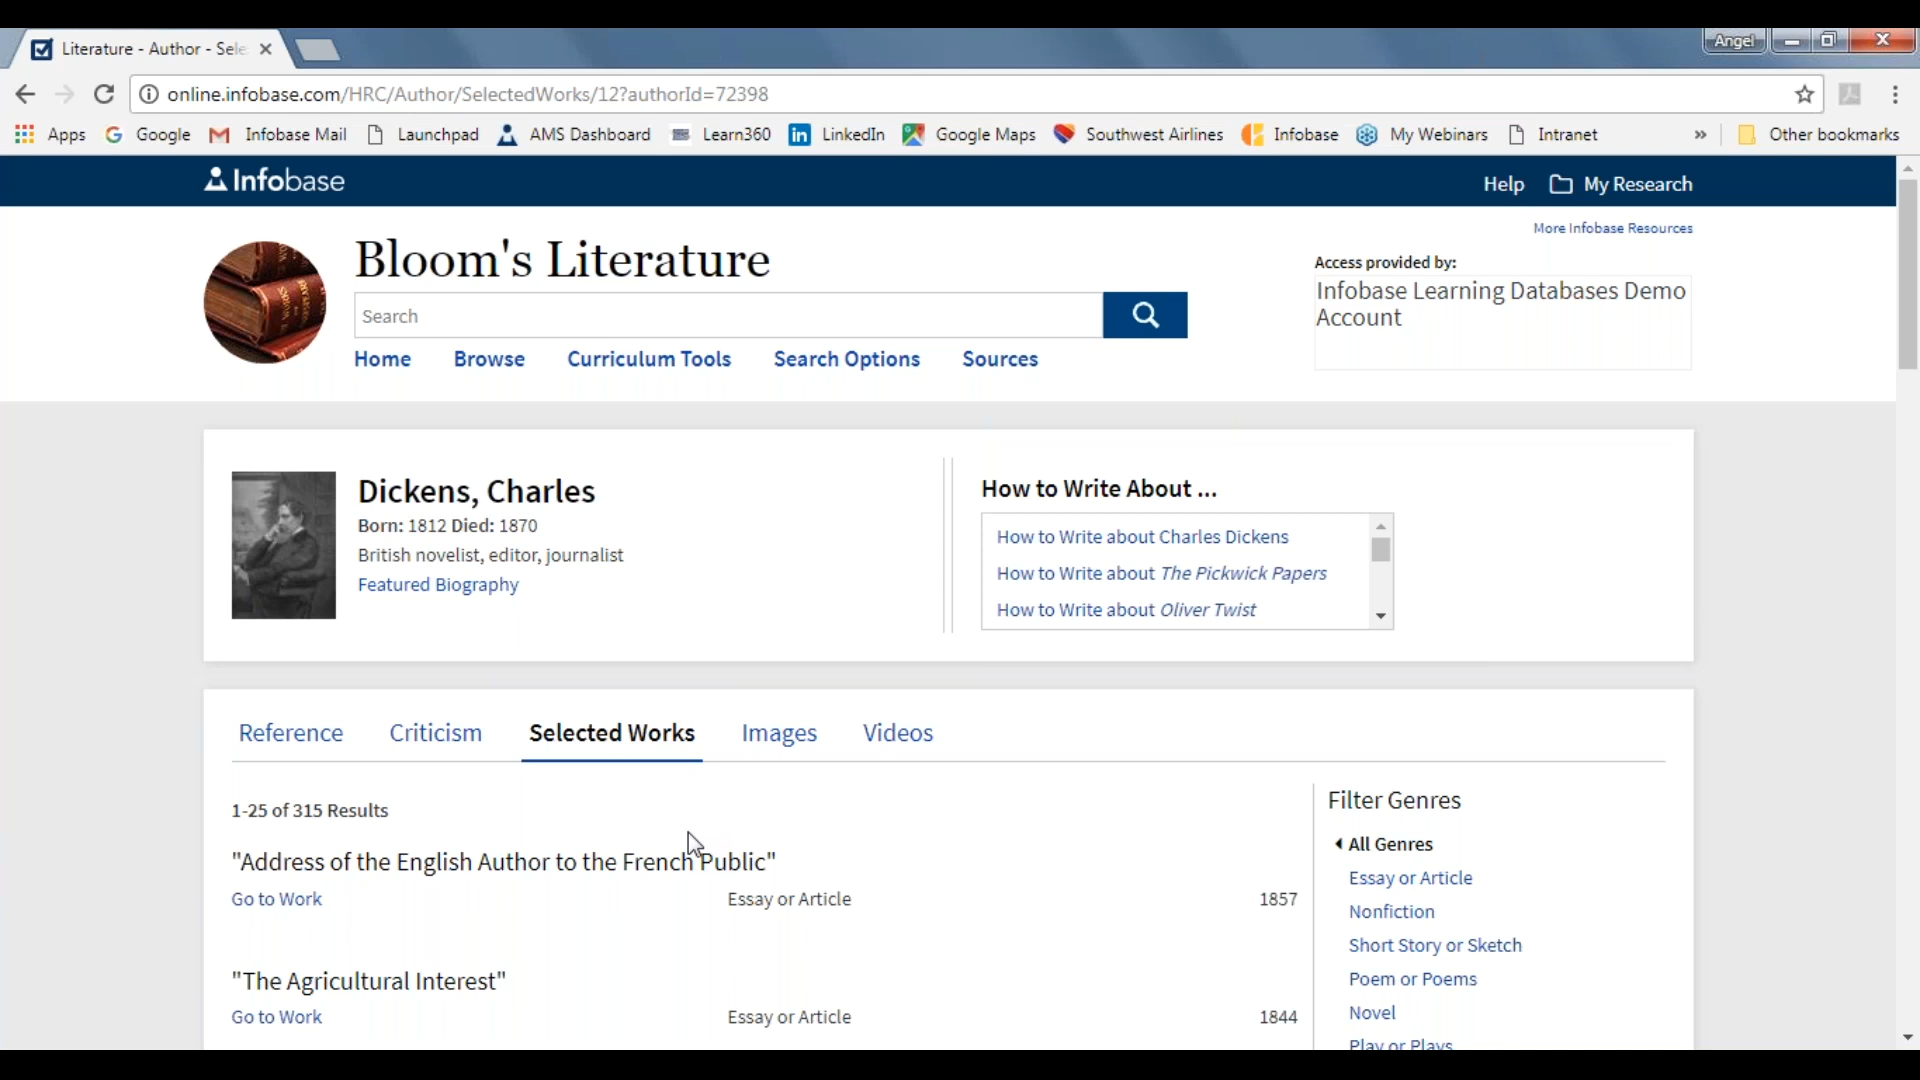 Literature - Author - Sele
Angel
online.infobase.com/HRC/Author/SelectedWorks/12?authorId=72398
Apps Google Infobase Mail Launchpad AMS Dashboard Learn360 LinkedIn Google Maps Southwest Airlines Infobase My Webinars Intranet » Other bookmarks
Infobase
Help My Research
More Infobase Resources
Bloom's Literature
Access provided by:
Infobase Learning Databases Demo
Account
Search
Home Browse Curriculum Tools Search Options Sources
Dickens, Charles
Born: 1812 Died: 1870
British novelist, editor, journalist
Featured Biography
How to Write About ...
How to Write about Charles Dickens
How to Write about The Pickwick Papers
How to Write about Oliver Twist
Reference Criticism Selected Works Images Videos
1-25 of 315 Results
"Address of the English Author to the French Public"
Go to Work Essay or Article 1857
"The Agricultural Interest"
Go to Work Essay or Article 1844
Filter Genres
All Genres
Essay or Article
Nonfiction
Short Story or Sketch
Poem or Poems
Novel
Play or Plays